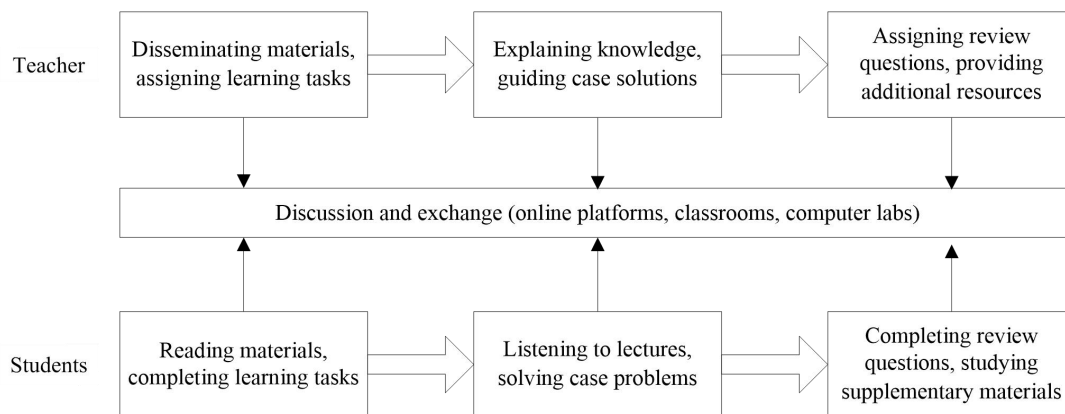 Teacher
Disseminating materials,
assigning learning tasks
Explaining knowledge,
guiding case solutions
Assigning review
questions, providing
additional resources
Discussion and exchange (online platforms, classrooms, computer labs)
Students
Reading materials,
completing learning tasks
Listening to lectures,
solving case problems
Completing review
questions, studying
supplementary materials